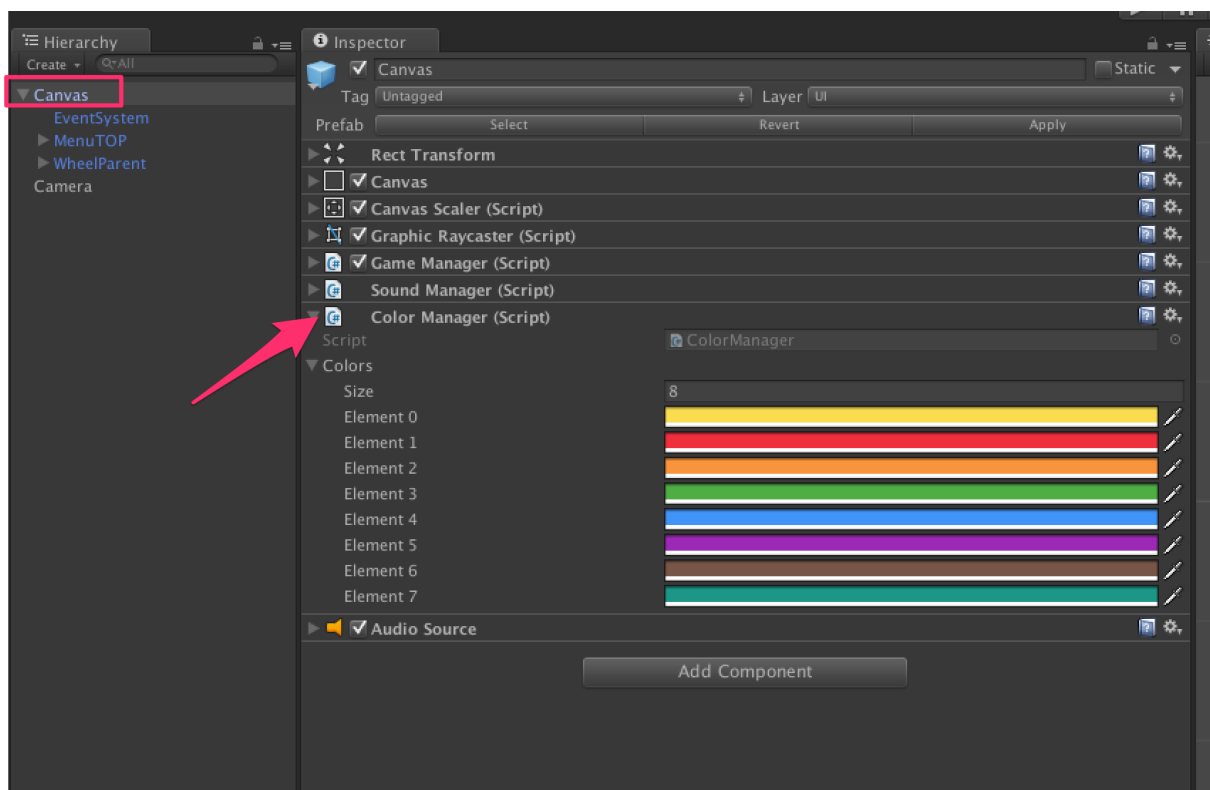 Hierarchy
Create All
Canvas
EventSystem
MenuTOP
WheelParent
Camera
Inspector
Canvas Static
Tag Untagged Layer UI
Prefab Select Revert Apply
Rect Transform
Canvas
Canvas Scaler (Script)
Graphic Raycaster (Script)
Game Manager (Script)
Sound Manager (Script)
Color Manager (Script)
Script ColorManager
Colors
Size 8
Element 0
Element 1
Element 2
Element 3
Element 4
Element 5
Element 6
Element 7
Audio Source
Add Component